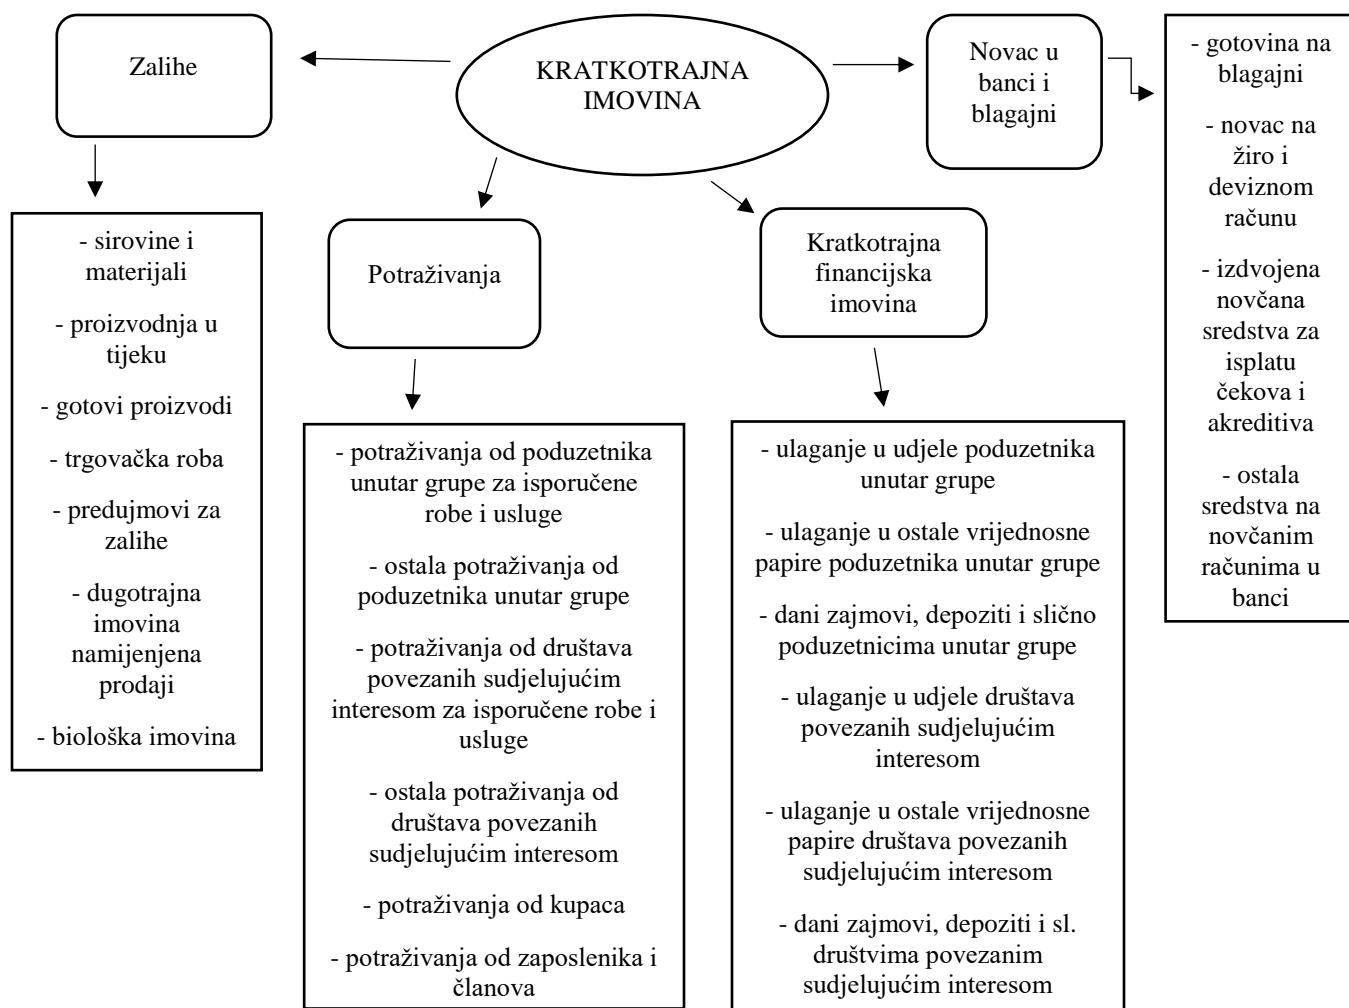 Zalihe
KRATKOTRAJNA
IMOVINA
Novac u
banci i
blagajni
- gotovina na
blagajni
- novac na
žiro i
deviznom
računu
- izdvojena
novčana
sredstva za
isplatu
čekova i
akreditiva
- ostala
sredstva na
novčanim
računima u
banci
Potraživanja
Kratkotrajna
financijska
imovina
- sirovine i
materijali
- proizvodnja u
tijeku
- gotovi proizvodi
- trgovačka roba
- predujmovi za
zalihe
- dugotrajna
imovina
namijenjena
prodaji
- biološka imovina
- potraživanja od poduzetnika
unutar grupe za isporučene
robe i usluge
- ostala potraživanja od
poduzetnika unutar grupe
- potraživanja od društava
povezanih sudjelujućim
interesom za isporučene robe i
usluge
- ostala potraživanja od
društava povezanih
sudjelujućim interesom
- potraživanja od kupaca
- potraživanja od zaposlenika i
članova
- ulaganje u udjele poduzetnika
unutar grupe
- ulaganje u ostale vrijednosne
papire poduzetnika unutar grupe
- dani zajmovi, depoziti i slično
poduzetnicima unutar grupe
- ulaganje u udjele društava
povezanih sudjelujućim
interesom
- ulaganje u ostale vrijednosne
papire društava povezanih
sudjelujućim interesom
- dani zajmovi, depoziti i sl.
društvima povezanim
sudjelujućim interesom